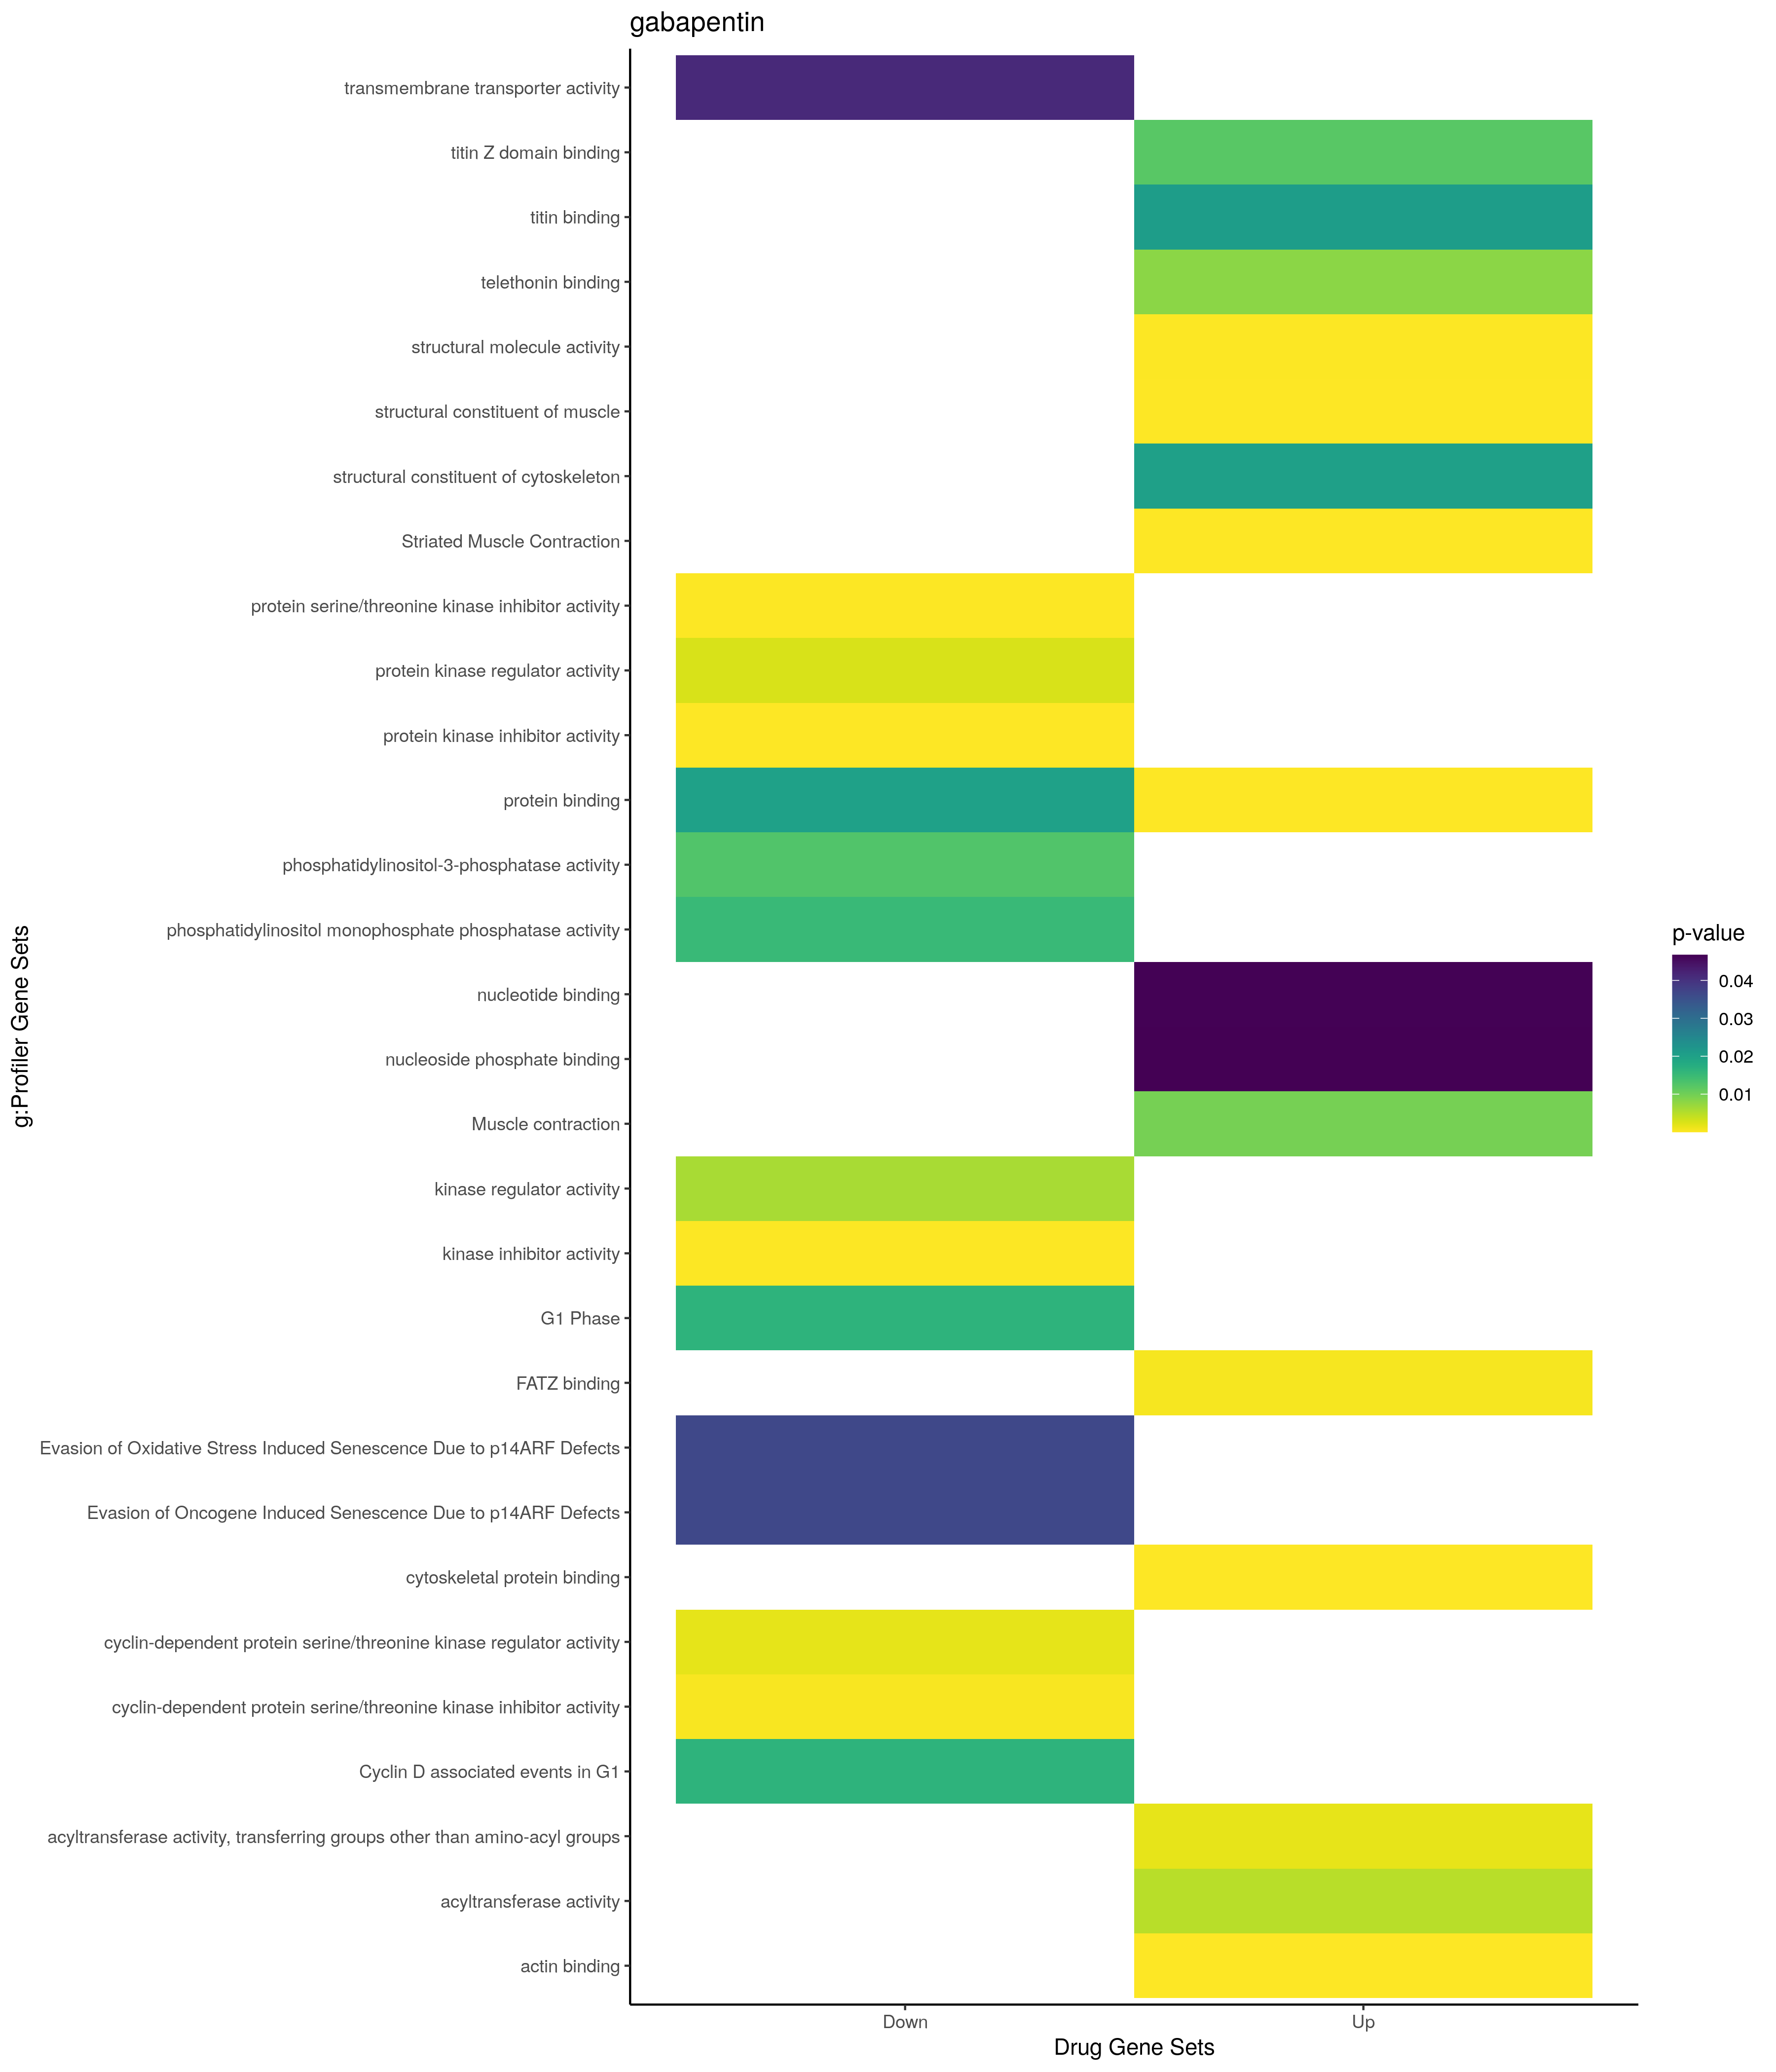 gabapentin
transmembrane transporter activity
titin Z domain binding
titin binding
telethonin binding
structural molecule activity
structural constituent of muscle
structural constituent of cytoskeleton
Striated Muscle Contraction
protein serine/threonine kinase inhibitor activity
protein kinase regulator activity
protein kinase inhibitor activity
protein binding
phosphatidylinositol-3-phosphatase activity
phosphatidylinositol monophosphate phosphatase activity
nucleotide binding
nucleoside phosphate binding
Muscle contraction
kinase regulator activity
kinase inhibitor activity
G1 Phase
FATZ binding
Evasion of Oxidative Stress Induced Senescence Due to p14ARF Defects
Evasion of Oncogene Induced Senescence Due to p14ARF Defects
cytoskeletal protein binding
cyclin-dependent protein serine/threonine kinase regulator activity
cyclin-dependent protein serine/threonine kinase inhibitor activity
Cyclin D associated events in G1
acyltransferase activity, transferring groups other than amino-acyl groups
acyltransferase activity
actin binding
g:Profiler Gene Sets
Down
Up
Drug Gene Sets
p-value
0.04
0.03
0.02
0.01